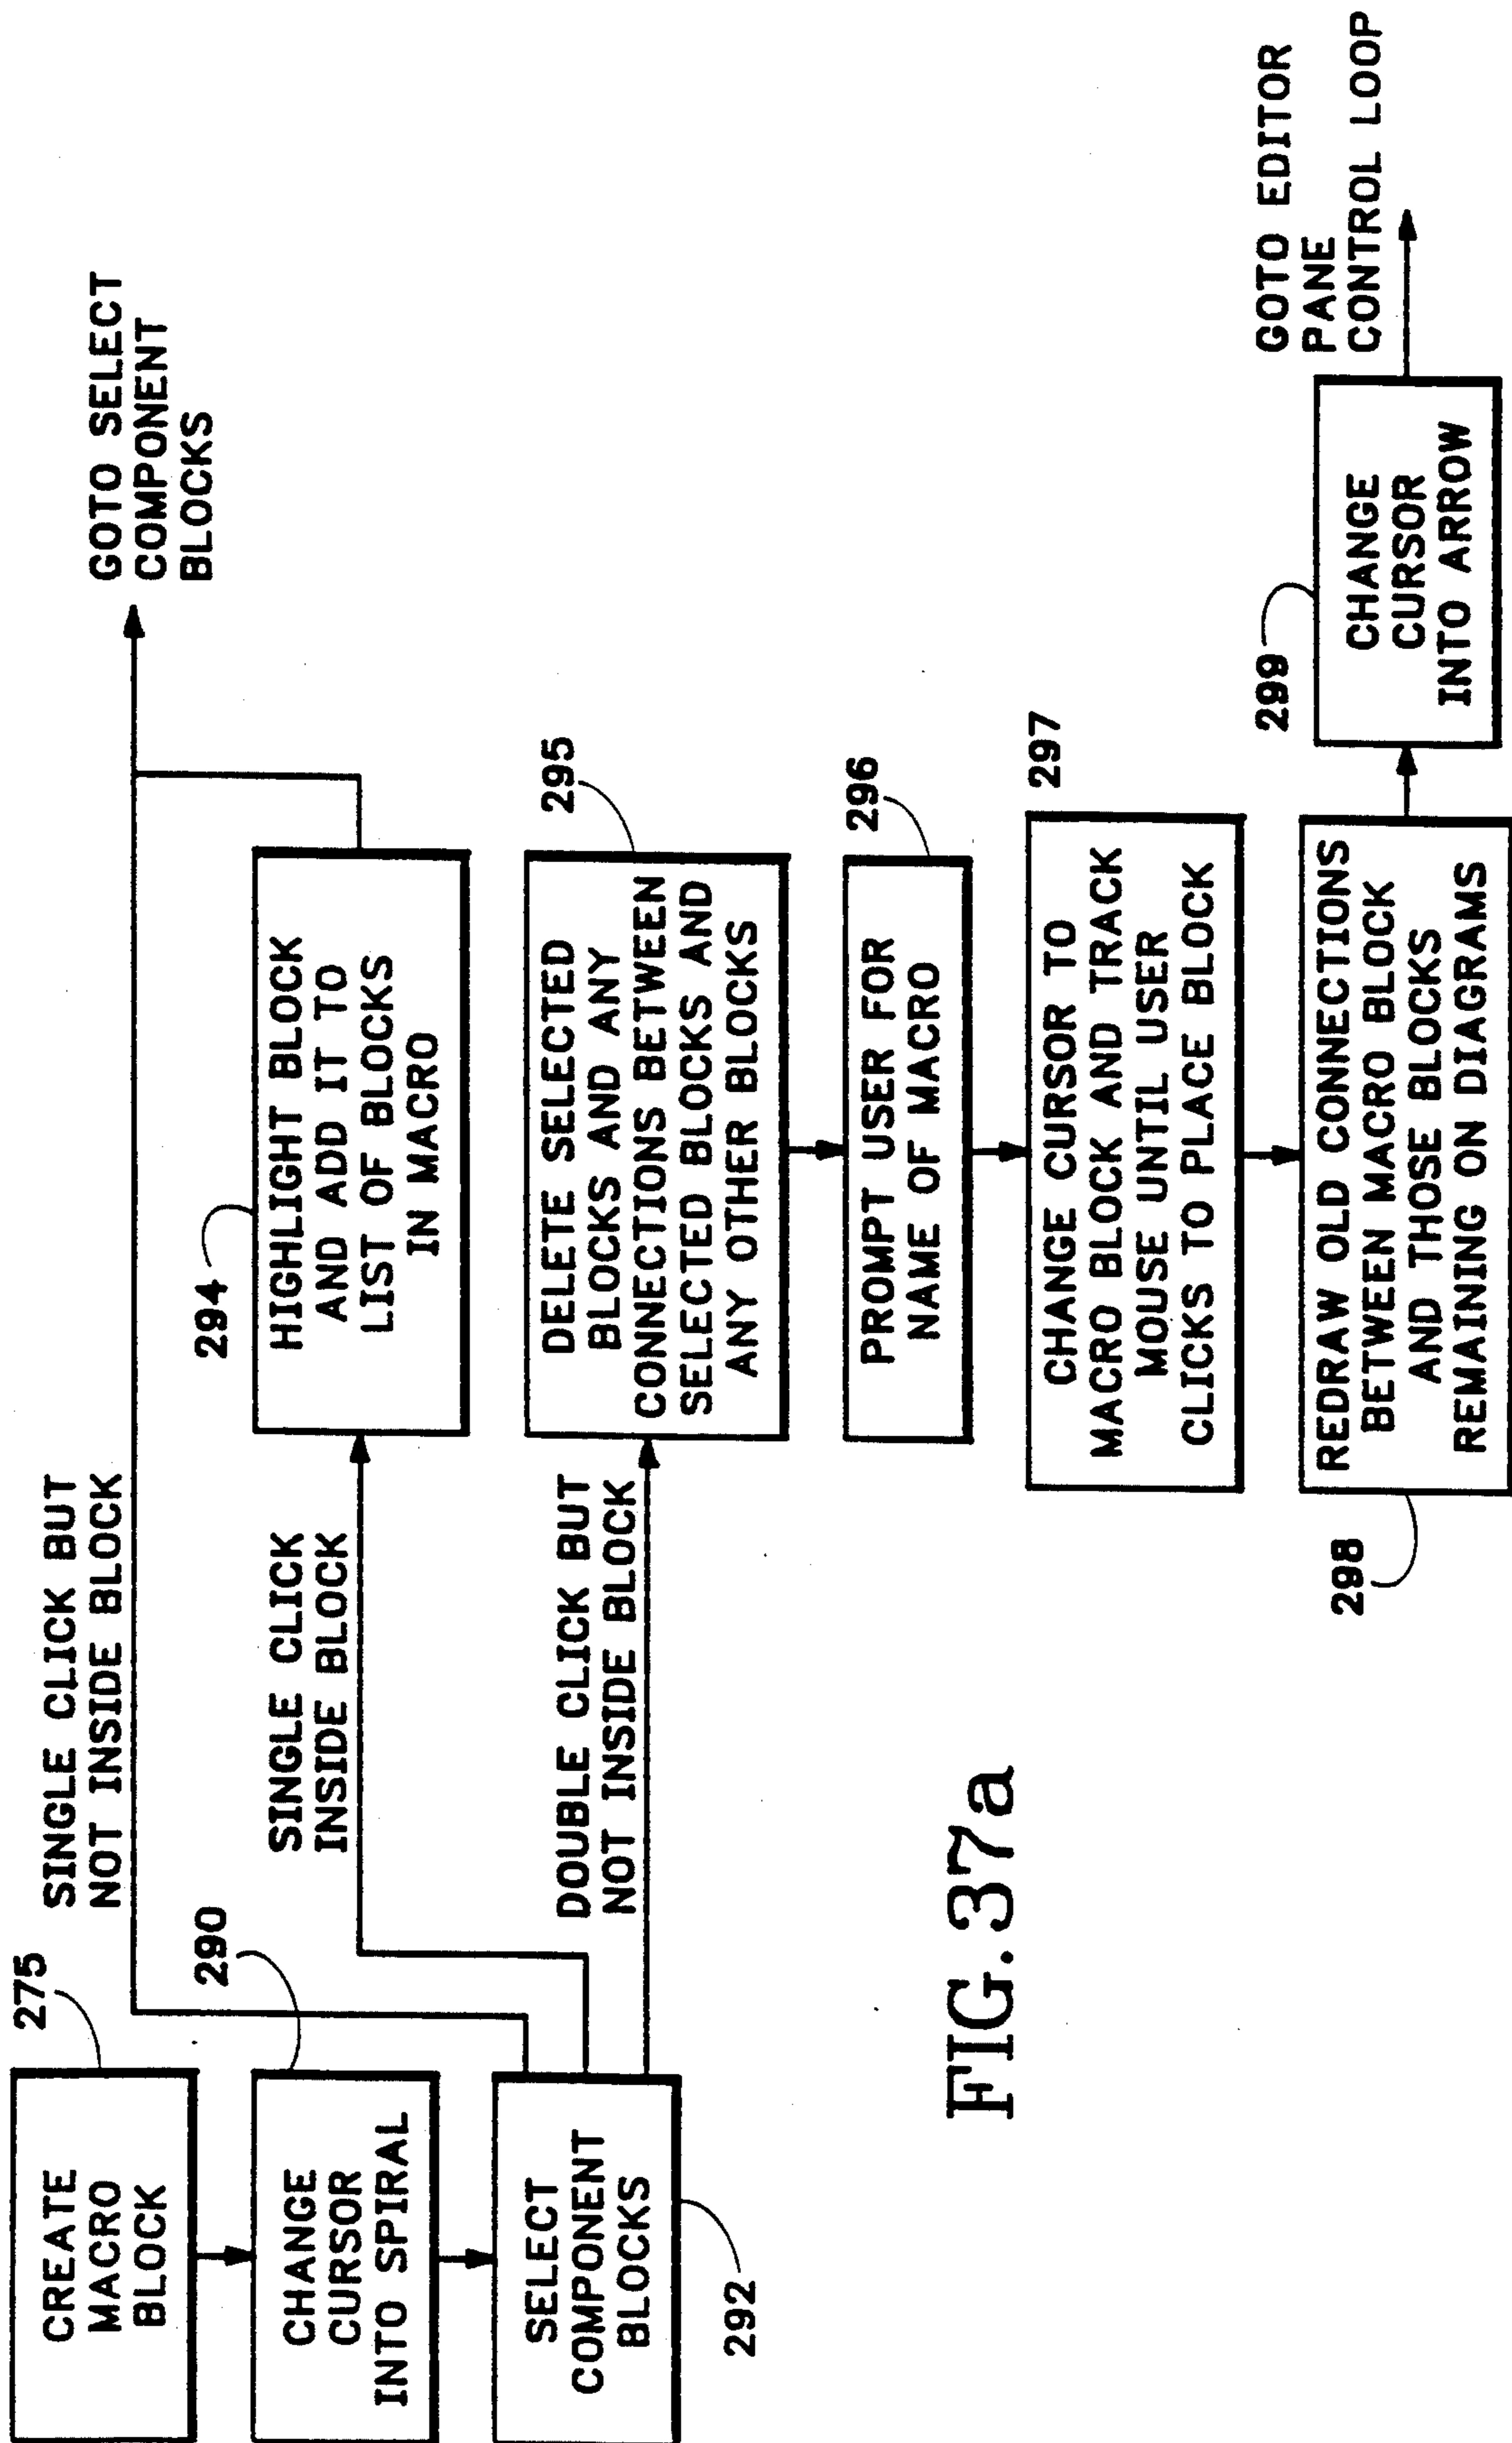 275
CREATE
MACRO
BLOCK
290
CHANGE
CURSOR
INTO SPIRAL
SELECT
COMPONENT
BLOCKS
292
SINGLE CLICK BUT
NOT INSIDE BLOCK
GOTO SELECT
COMPONENT
BLOCKS
SINGLE CLICK
INSIDE BLOCK
294
HIGHLIGHT BLOCK
AND ADD IT TO
LIST OF BLOCKS
IN MACRO
DOUBLE CLICK BUT
NOT INSIDE BLOCK
295
DELETE SELECTED
BLOCKS AND ANY
CONNECTIONS BETWEEN
SELECTED BLOCKS AND
ANY OTHER BLOCKS
296
PROMPT USER FOR
NAME OF MACRO
297
CHANGE CURSOR TO
MACRO BLOCK AND TRACK
MOUSE UNTIL USER
CLICKS TO PLACE BLOCK
298
REDRAW OLD CONNECTIONS
BETWEEN MACRO BLOCK
AND THOSE BLOCKS
REMAINING ON DIAGRAMS
299
CHANGE
CURSOR
INTO ARROW
GOTO EDITOR
PANE
CONTROL LOOP
FIG.37a